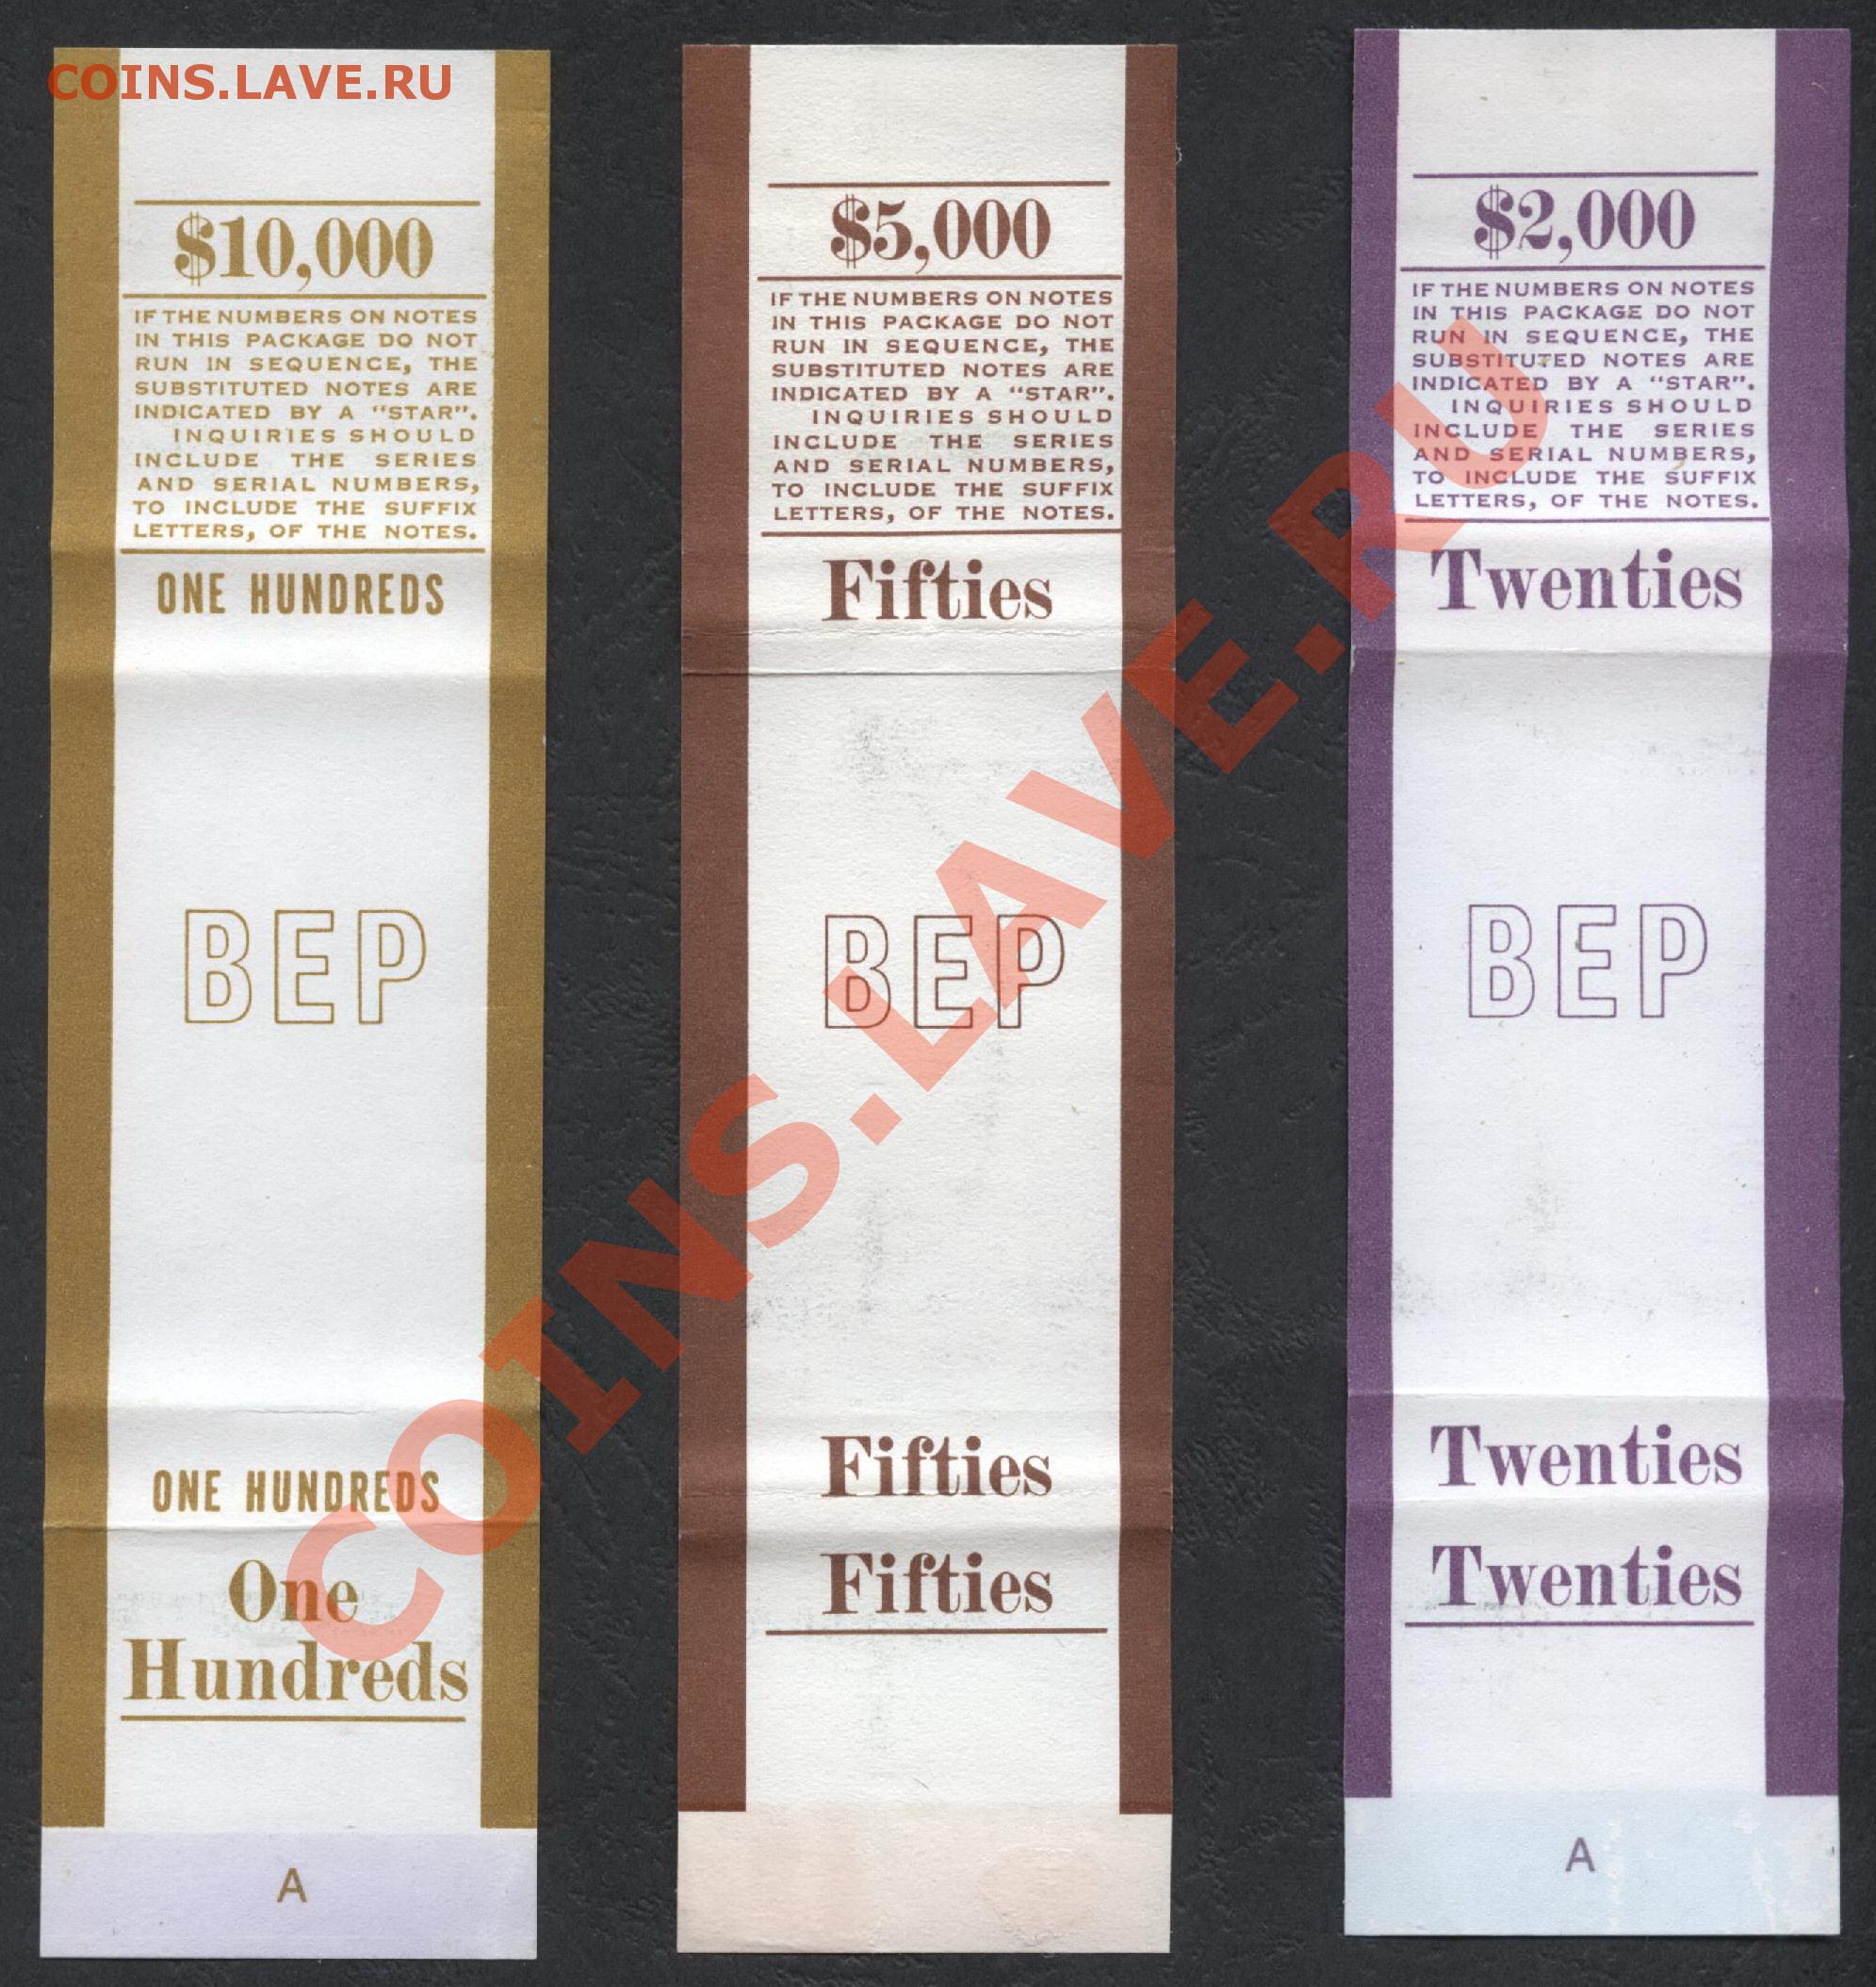 COINS.LAVE.RU
$10,000
IF THE NUMBERS ON NOTES
IN THIS PACKAGE DO NOT
RUN IN SEQUENCE, THE
SUBSTITUTED NOTES ARE
INDICATED BY A "STAR".
INQUIRIES SHOULD
INCLUDE THE SERIES
AND SERIAL NUMBERS,
TO INCLUDE THE SUFFIX
LETTERS, OF THE NOTES.
ONE HUNDREDS
BEP
ONE HUNDREDS
One
Hundreds
A
$5,000
IF THE NUMBERS ON NOTES
IN THIS PACKAGE DO NOT
RUN IN SEQUENCE, THE
SUBSTITUTED NOTES ARE
INDICATED BY A "STAR".
INQUIRIES SHOULD
INCLUDE THE SERIES
AND SERIAL NUMBERS,
TO INCLUDE THE SUFFIX
LETTERS, OF THE NOTES.
Fifties
BEP
Fifties
Fifties
$2,000
IF THE NUMBERS ON NOTES
IN THIS PACKAGE DO NOT
RUN IN SEQUENCE, THE
SUBSTITUTED NOTES ARE
INDICATED BY A "STAR".
INQUIRIES SHOULD
INCLUDE THE SERIES
AND SERIAL NUMBERS,
TO INCLUDE THE SUFFIX
LETTERS, OF THE NOTES.
Twenties
BEP
Twenties
Twenties
A
COINS.LAVE.RU